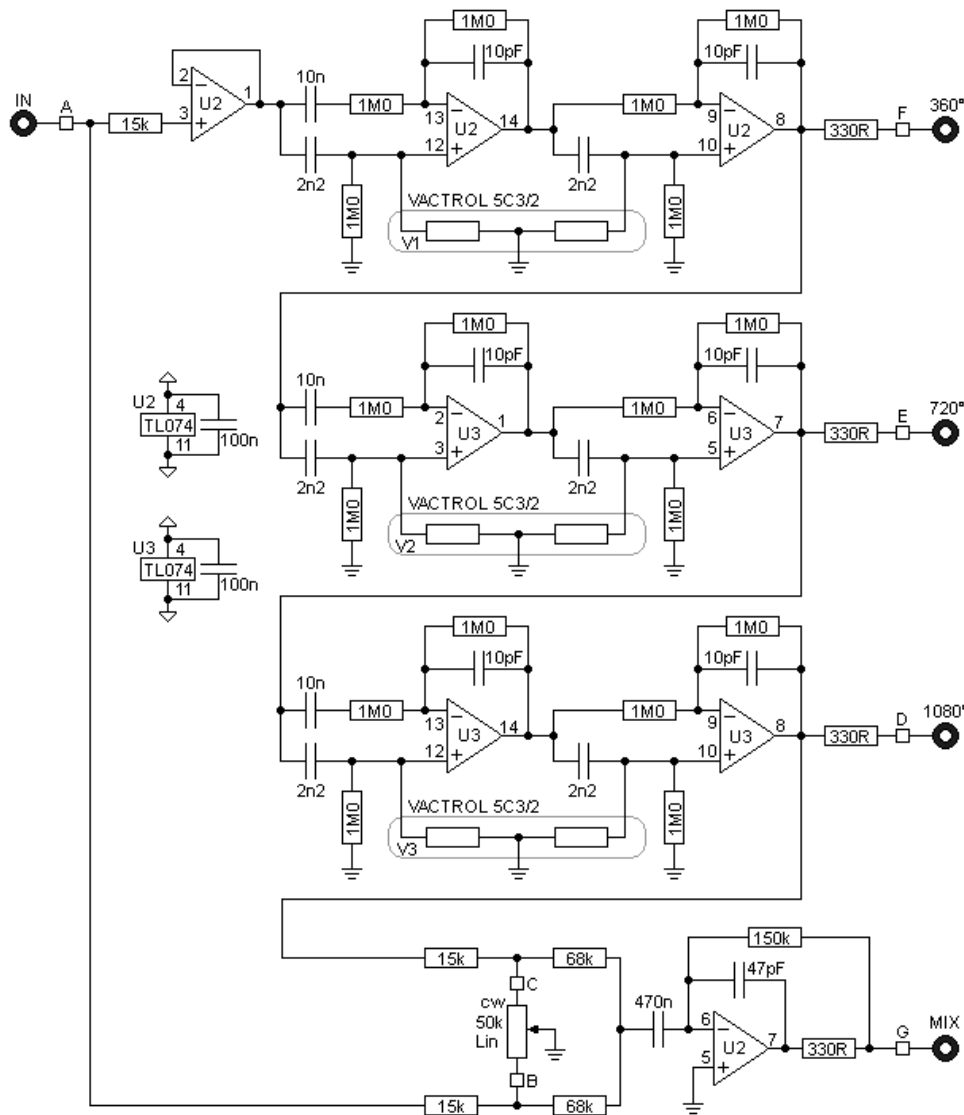 1M0
1M0
10pF
10pF
10n
2
1
U2
3
IN
A
15k
1M0
13
U2
14
12
1M0
9
U2
8
10
F
360°
330R
2n2
2n2
1M0
1M0
VACTROL 5C3/2
V1
1M0
1M0
10pF
10pF
10n
1M0
2
U3
1
3
1M0
6
U3
7
5
E
720°
330R
U2
4
TL074
11
100n
2n2
2n2
1M0
1M0
VACTROL 5C3/2
V2
U3
4
TL074
11
100n
1M0
1M0
10pF
10pF
10n
1M0
13
U3
14
12
1M0
9
U3
8
10
D
1080°
330R
2n2
2n2
1M0
1M0
VACTROL 5C3/2
V3
15k
68k
150k
47pF
C
cw
50k
Lin
470n
6
U2
7
5
330R
G
MIX
B
15k
68k